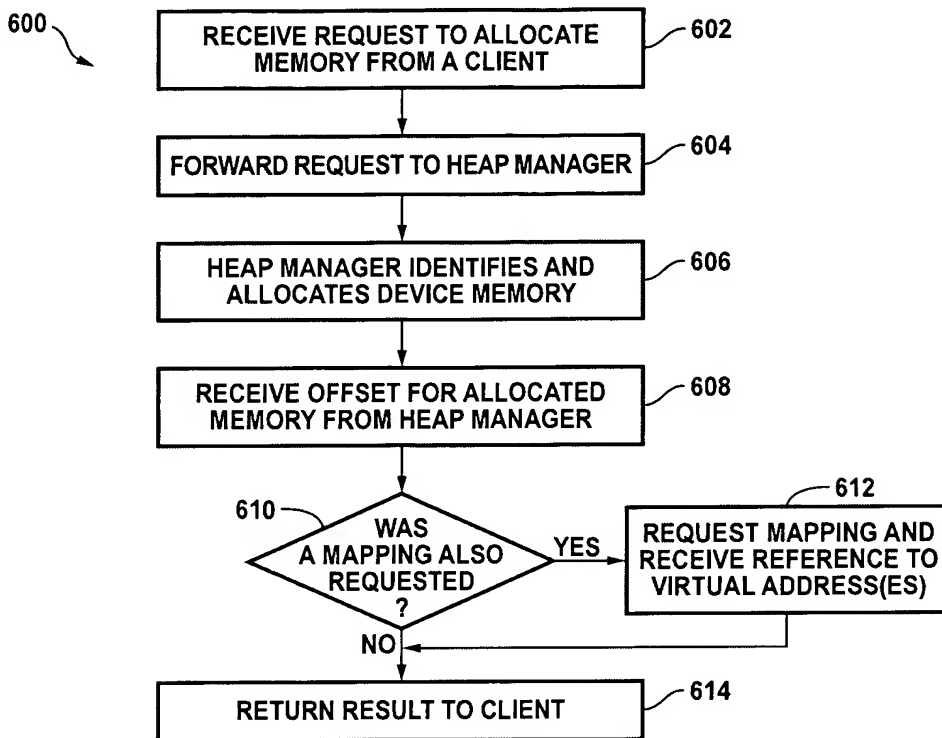 600
RECEIVE REQUEST TO ALLOCATE
MEMORY FROM A CLIENT
602
FORWARD REQUEST TO HEAP MANAGER
604
HEAP MANAGER IDENTIFIES AND
ALLOCATES DEVICE MEMORY
606
RECEIVE OFFSET FOR ALLOCATED
MEMORY FROM HEAP MANAGER
608
610
WAS
A MAPPING ALSO
REQUESTED
?
YES
612
REQUEST MAPPING AND
RECEIVE REFERENCE TO
VIRTUAL ADDRESS(ES)
NO
RETURN RESULT TO CLIENT
614